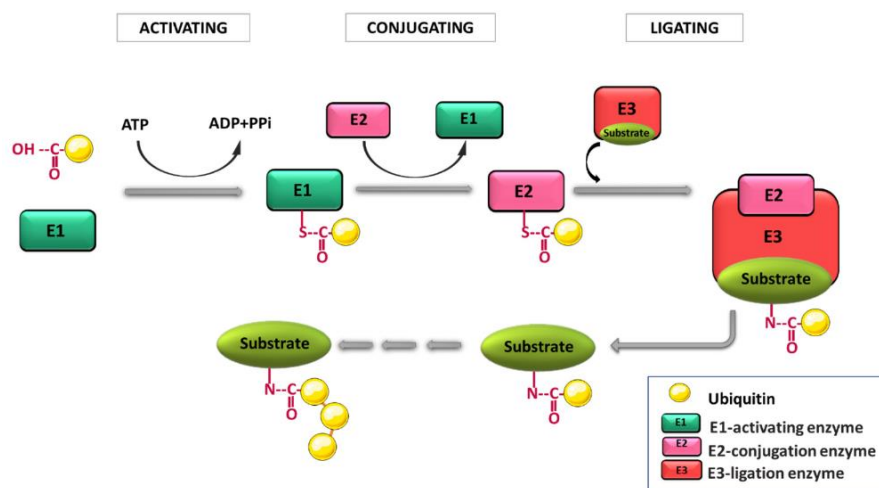 ACTIVATING
CONJUGATING
LIGATING
ATP
ADP+PPi
OH --C
O
E1
E1
S--C
O
E2
E1
E2
S--C
O
E3
Substrate
E2
E3
Substrate
N--C
O
Substrate
N--C
O
Substrate
N--C
O
Ubiquitin
E1
E1-activating enzyme
E2
E2-conjugation enzyme
E3
E3-ligation enzyme